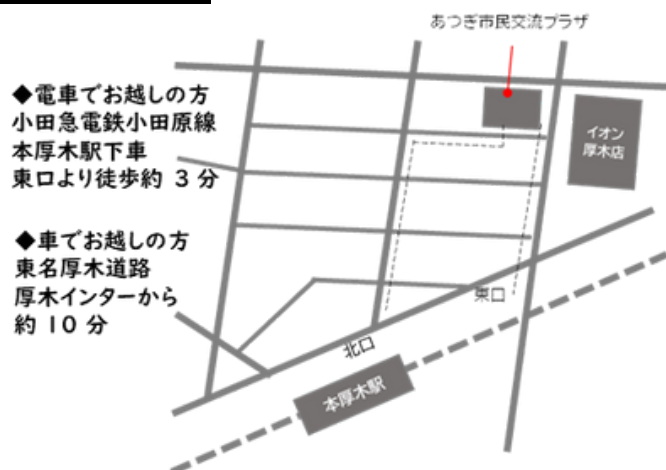 あつぎ市民交流プラザ
◆電車でお越しの方
小田急電鉄小田原線
本厚木駅下車
東口より徒歩約 3 分
イオン
厚木店
◆車でお越しの方
東名厚木道路
厚木インターから
約 10 分
東口
北口
本厚木駅